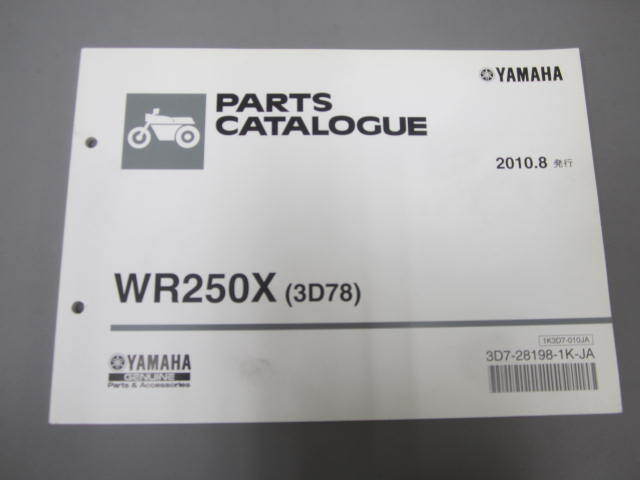 YAMAHA
PARTS
CATALOGUE
2010.8 発行
WR250X (3D78)
1K3D7-010JA
3D7-28198-1K-JA
YAMAHA
GENUINE
Parts & Accessories